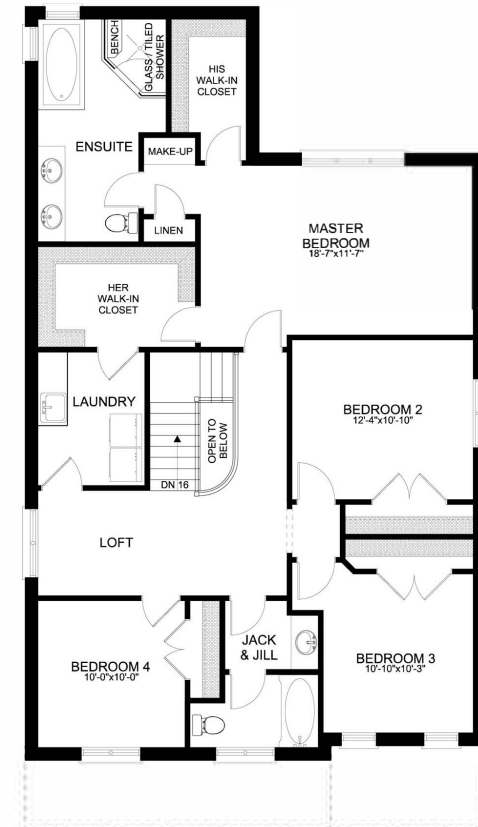 BENCH
GLASS / TILED
SHOWER
HIS
WALK-IN
CLOSET
ENSUITE
MAKE-UP
LINEN
MASTER
BEDROOM
18'-7"x11'-7"
HER
WALK-IN
CLOSET
LAUNDRY
OPEN TO
BELOW
DN 16
BEDROOM 2
12'-4"x10'-10"
LOFT
JACK
& JILL
BEDROOM 4
10'-0"x10'-0"
BEDROOM 3
10'-10"x10'-3"